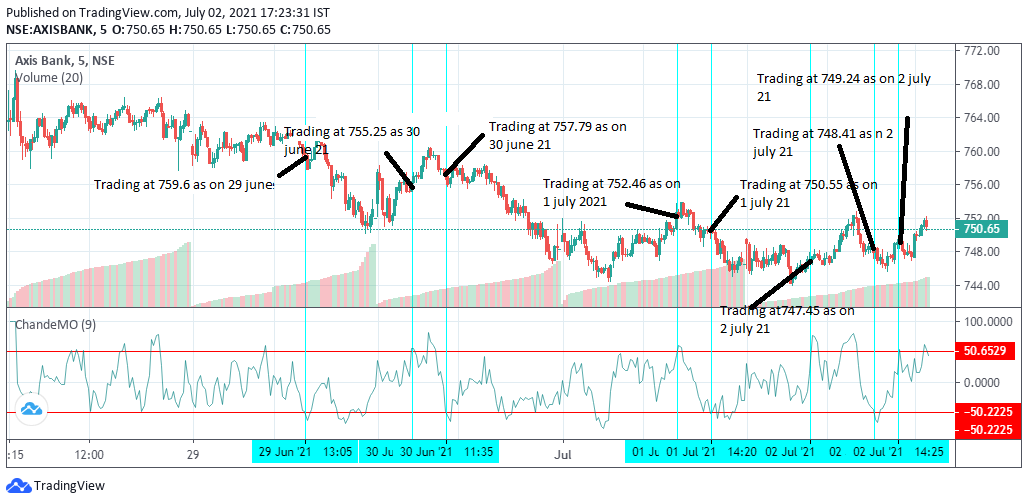 Published on TradingView.com, July 02, 2021 17:23:31 IST
NSE:AXISBANK, 5 O:750.65 H:750.65 L:750.65 C:750.65
Axis Bank, 5, NSE
Volume (20)
772.00
768.00
764.00
760.00
756.00
752.00
750.65
748.00
744.00
Trading at 749.24 as on 2 july
21
Trading at 757.79 as on
30 june 21
Trading at 755.25 as 30
june 21
Trading at 748.41 as n 2
july 21
Trading at 759.6 as on 29 june
Trading at 752.46 as on
1 july 2021
Trading at 750.55 as on
1 july 21
Trading at747.45 as on
2 july 21
ChandeMO (9)
100.0000
50.6529
0.0000
−50.2225
−50.2225
:15
12:00
29
29 Jun '21
13:05
30 J
30 Jun '21
11:35
Jul
01 J
01 Jul '21
14:20
02 Jul '21
02
02 Jul '21
14:25
TradingView